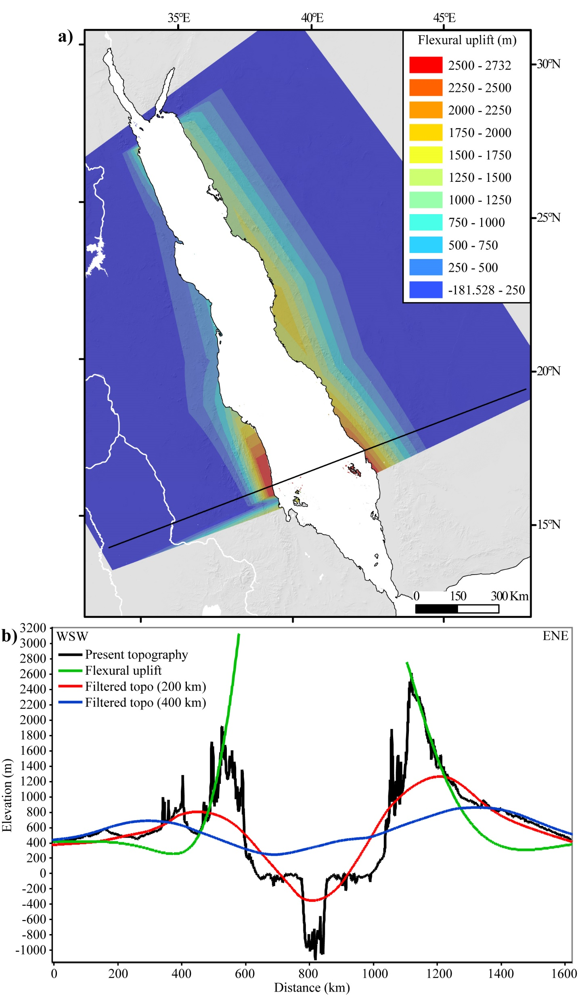 35°E 40°E 45°E
a)
Flexural uplift (m)
2500 - 2732
2250 - 2500
2000 - 2250
1750 - 2000
1500 - 1750
1250 - 1500
1000 - 1250
750 - 1000
500 - 750
250 - 500
-181.528 - 250
30°N
25°N
20°N
15°N
0 150 300 Km
b)
WSW
ENE
Present topography
Flexural uplift
Filtered topo (200 km)
Filtered topo (400 km)
Elevation (m)
3200
3000
2800
2600
2400
2200
2000
1800
1600
1400
1200
1000
800
600
400
200
0
-200
-400
-600
-800
-1000
0 200 400 600 800 1000 1200 1400 1600
Distance (km)